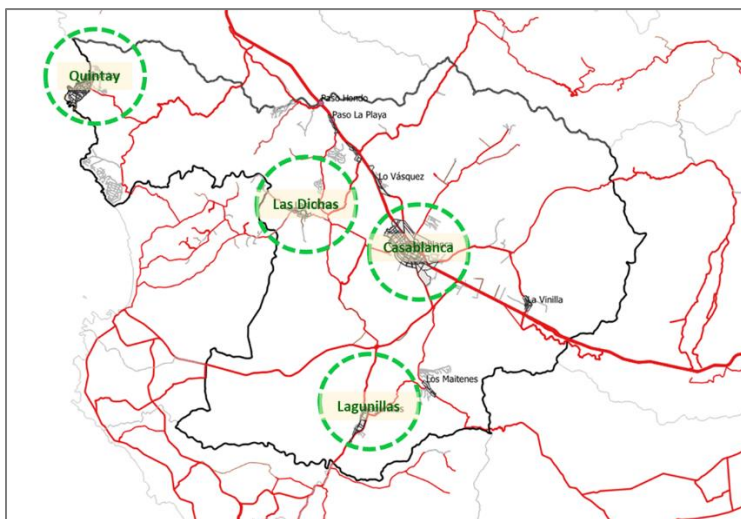 Quintay
Paso Hondo
Paso La Playa
Lo Vásquez
Las Dichas
Casablanca
La Vinilla
Los Maitenes
Lagunillas